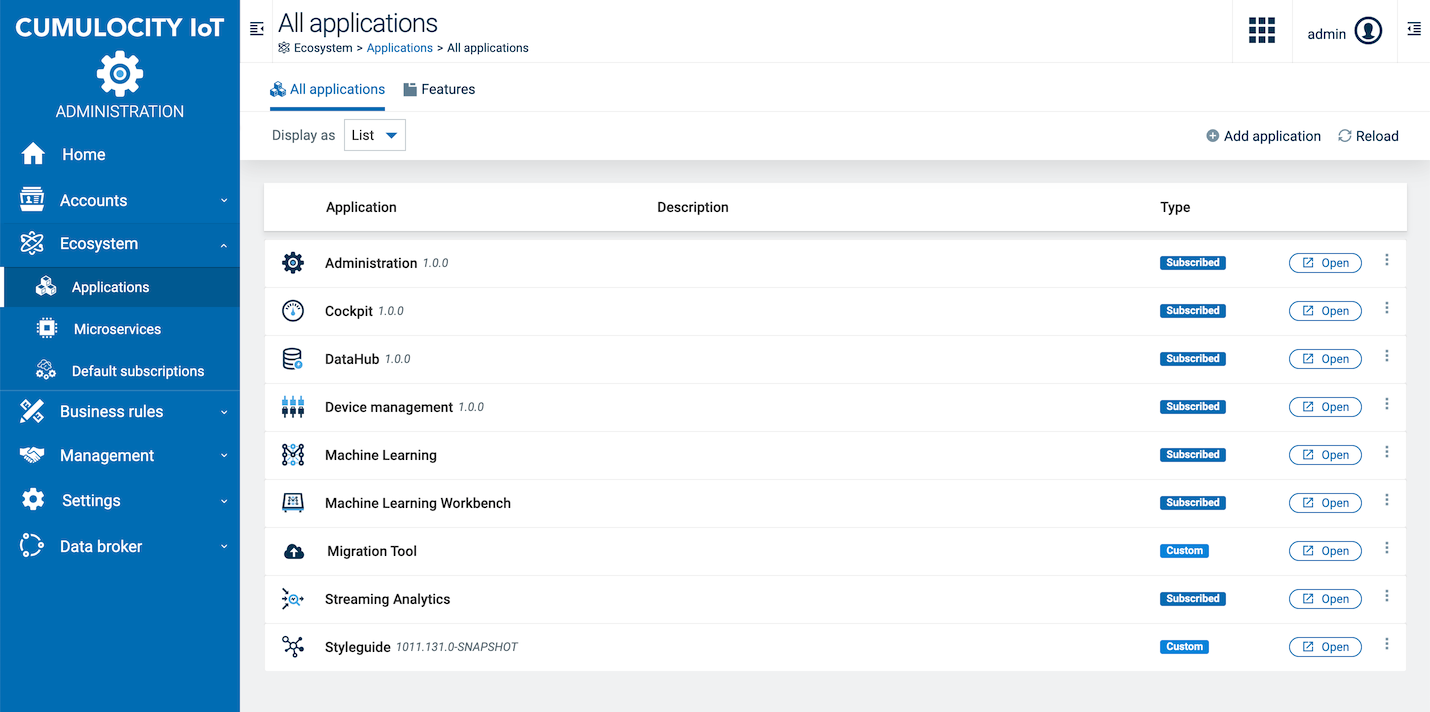 CUMULOCITY IoT
ADMINISTRATION
Home
Accounts
Ecosystem
Applications
Microservices
Default subscriptions
Business rules
Management
Settings
Data broker
All applications
Ecosystem > Applications > All applications
admin
All applications Features
Display as List
Add application Reload
Application Description Type
Administration 1.0.0 Subscribed Open
Cockpit 1.0.0 Subscribed Open
DataHub 1.0.0 Subscribed Open
Device management 1.0.0 Subscribed Open
Machine Learning Subscribed Open
Machine Learning Workbench Subscribed Open
Migration Tool Custom Open
Streaming Analytics Subscribed Open
Styleguide 1011.131.0-SNAPSHOT Custom Open